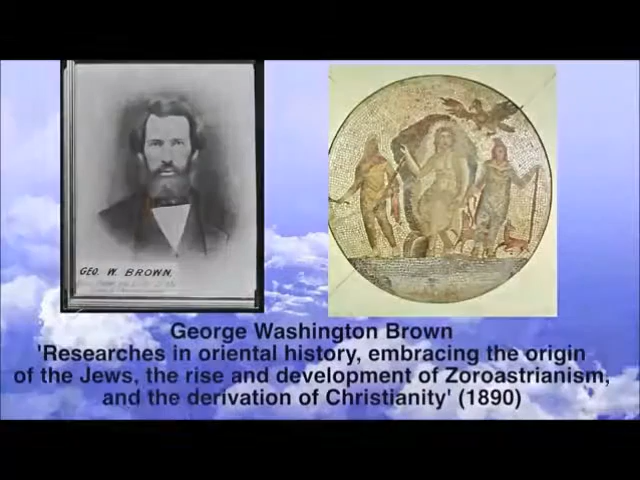 GEO. W. BROWN.
George Washington Brown
'Researches in oriental history, embracing the origin
of the Jews, the rise and development of Zoroastrianism,
and the derivation of Christianity' (1890)